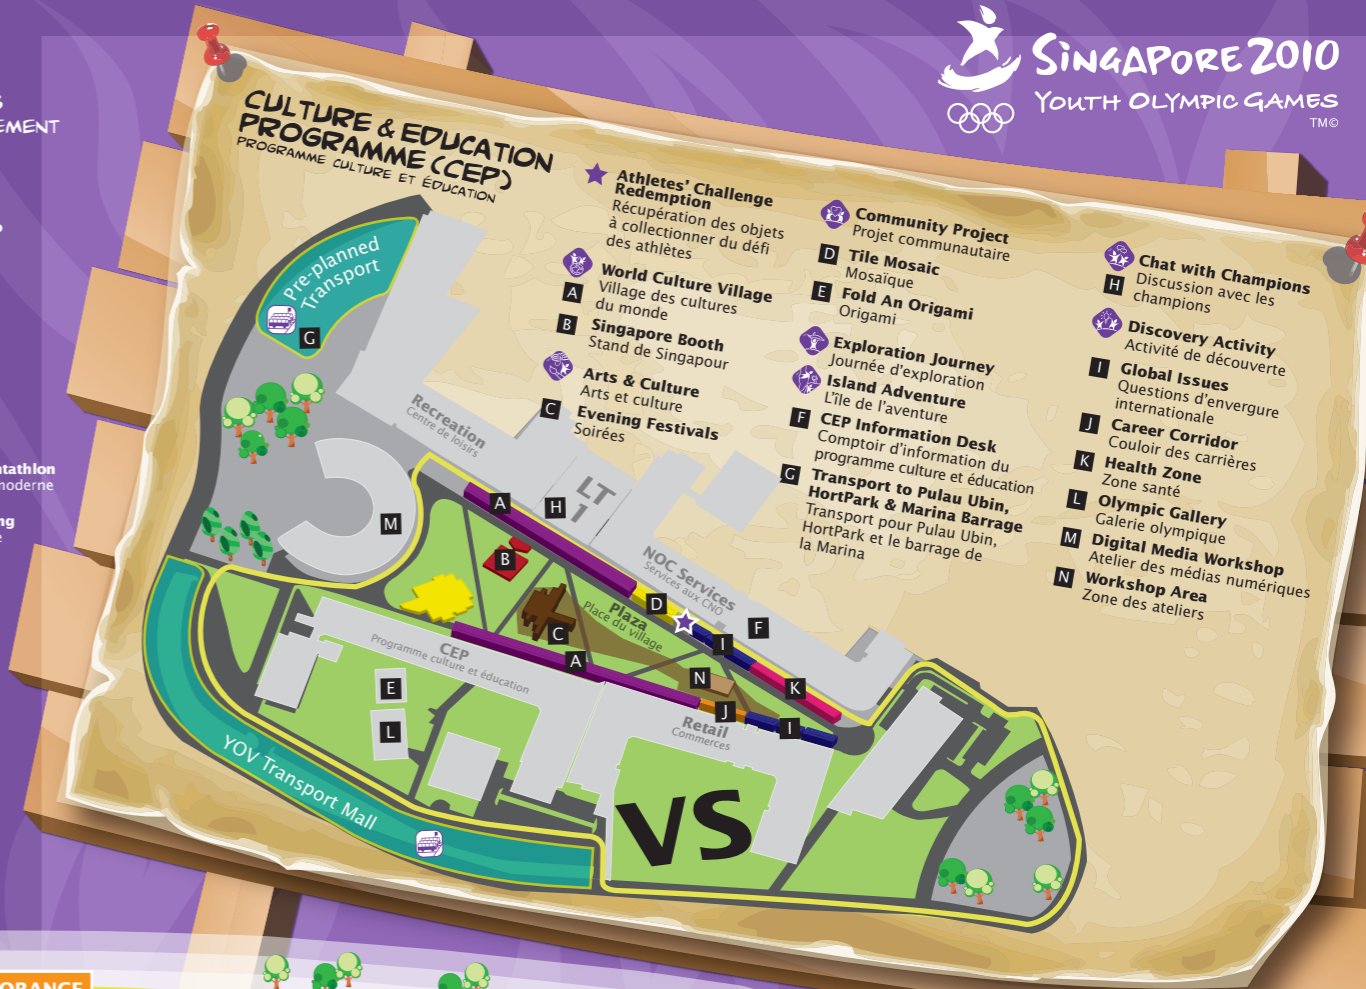 SINGAPORE 2010
YOUTH OLYMPIC GAMES
TM©
EMENT
CULTURE & EDUCATION
PROGRAMME (CEP)
PROGRAMME CULTURE ET ÉDUCATION
Athletes' Challenge
Redemption
Récupération des objets
à collectionner du défi
des athlètes
World Culture Village
A Village des cultures
du monde
B Singapore Booth
Stand de Singapour
Arts & Culture
Arts et culture
C Evening Festivals
Soirées
Community Project
Projet communautaire
D Tile Mosaic
Mosaïque
E Fold An Origami
Origami
Exploration Journey
Journée d'exploration
Island Adventure
L'île de l'aventure
F CEP Information Desk
Comptoir d'information du
programme culture et éducation
G Transport to Pulau Ubin,
HortPark & Marina Barrage
Transport pour Pulau Ubin,
HortPark et le barrage de
la Marina
Chat with Champions
H Discussion avec les
champions
Discovery Activity
Activité de découverte
I Global Issues
Questions d'envergure
internationale
J Career Corridor
Couloir des carrières
K Health Zone
Zone santé
L Olympic Gallery
Galerie olympique
M Digital Media Workshop
Atelier des médias numériques
N Workshop Area
Zone des ateliers
Pre-planned
Transport
G
Recreation
Centre de loisirs
LT
1
A
H
M
B
NOC Services
Services aux CNO
D
F
Plaza
Place du village
C
I
CEP
Programme culture et éducation
A
N
K
E
J
I
L
Retail
Commerces
YOV Transport Mall
VS
ntathlon
moderne
ng
ORANGE